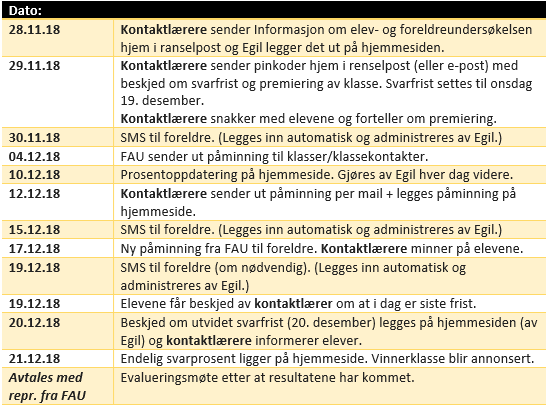 Dato:
28.11.18 Kontaktlærere sender Informasjon om elev- og foreldreundersøkelsen
hjem i ranselpost og Egil legger det ut på hjemmesiden.
29.11.18 Kontaktlærere sender pinkoder hjem i renselpost (eller e-post) med
beskjed om svarfrist og premiering av klasse. Svarfrist settes til onsdag
19. desember.
Kontaktlærere snakker med elevene og forteller om premiering.
30.11.18 SMS til foreldre. (Legges inn automatisk og administreres av Egil.)
04.12.18 FAU sender ut påminning til klasser/klassekontakter.
10.12.18 Prosentoppdatering på hjemmeside. Gjøres av Egil hver dag videre.
12.12.18 Kontaktlærere sender ut påminning per mail + legges påminning på
hjemmeside.
15.12.18 SMS til foreldre. (Legges inn automatisk og administreres av Egil.)
17.12.18 Ny påminning fra FAU til foreldre. Kontaktlærere minner på elevene.
19.12.18 SMS til foreldre (om nødvendig). (Legges inn automatisk og
administreres av Egil.)
19.12.18 Elevene får beskjed av kontaktlærer om at i dag er siste frist.
20.12.18 Beskjed om utvidet svarfrist (20. desember) legges på hjemmesiden (av
Egil) og kontaktlærere informerer elever.
21.12.18 Endelig svarprosent ligger på hjemmeside. Vinnerklasse blir annonsert.
Avtales med Evalueringsmøte etter at resultatene har kommet.
repr. fra FAU